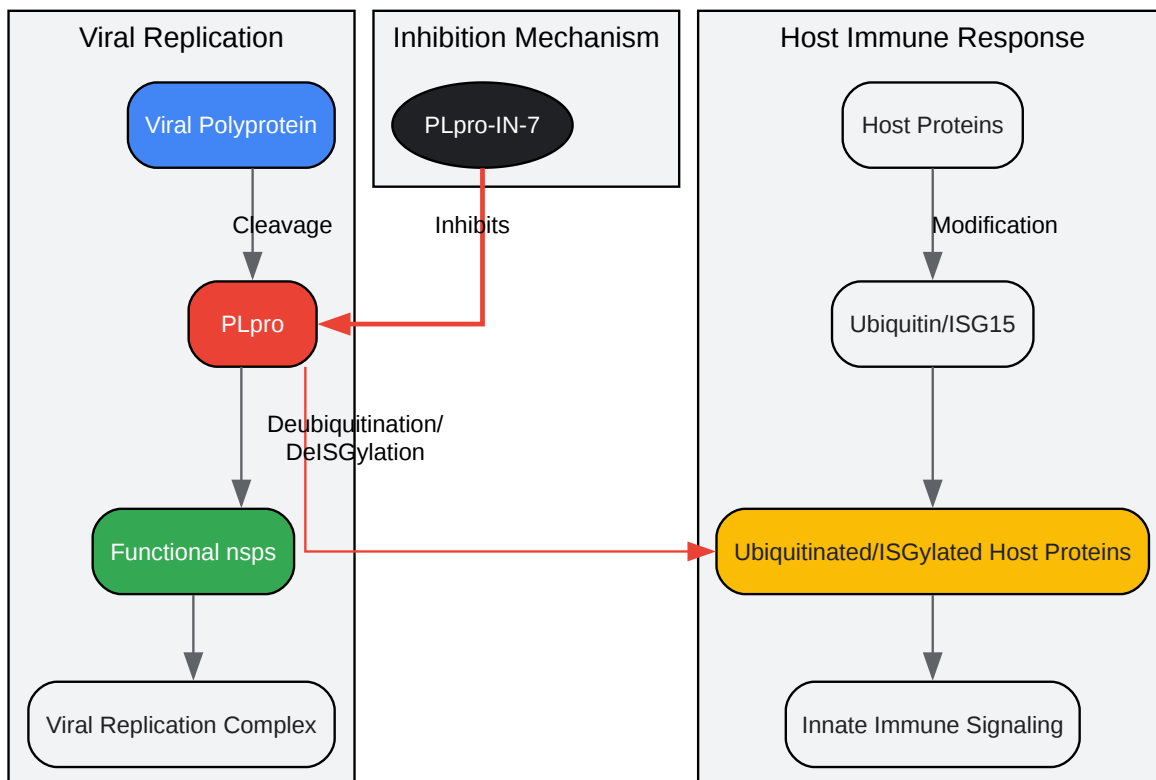 Viral Replication
Inhibition Mechanism
Host Immune Response
Viral Polyprotein
PLpro-IN-7
Host Proteins
Cleavage
Inhibits
Modification
PLpro
Ubiquitin/ISG15
Deubiquitination/
DeISGylation
Functional nsps
Ubiquitinated/ISGylated Host Proteins
Viral Replication Complex
Innate Immune Signaling